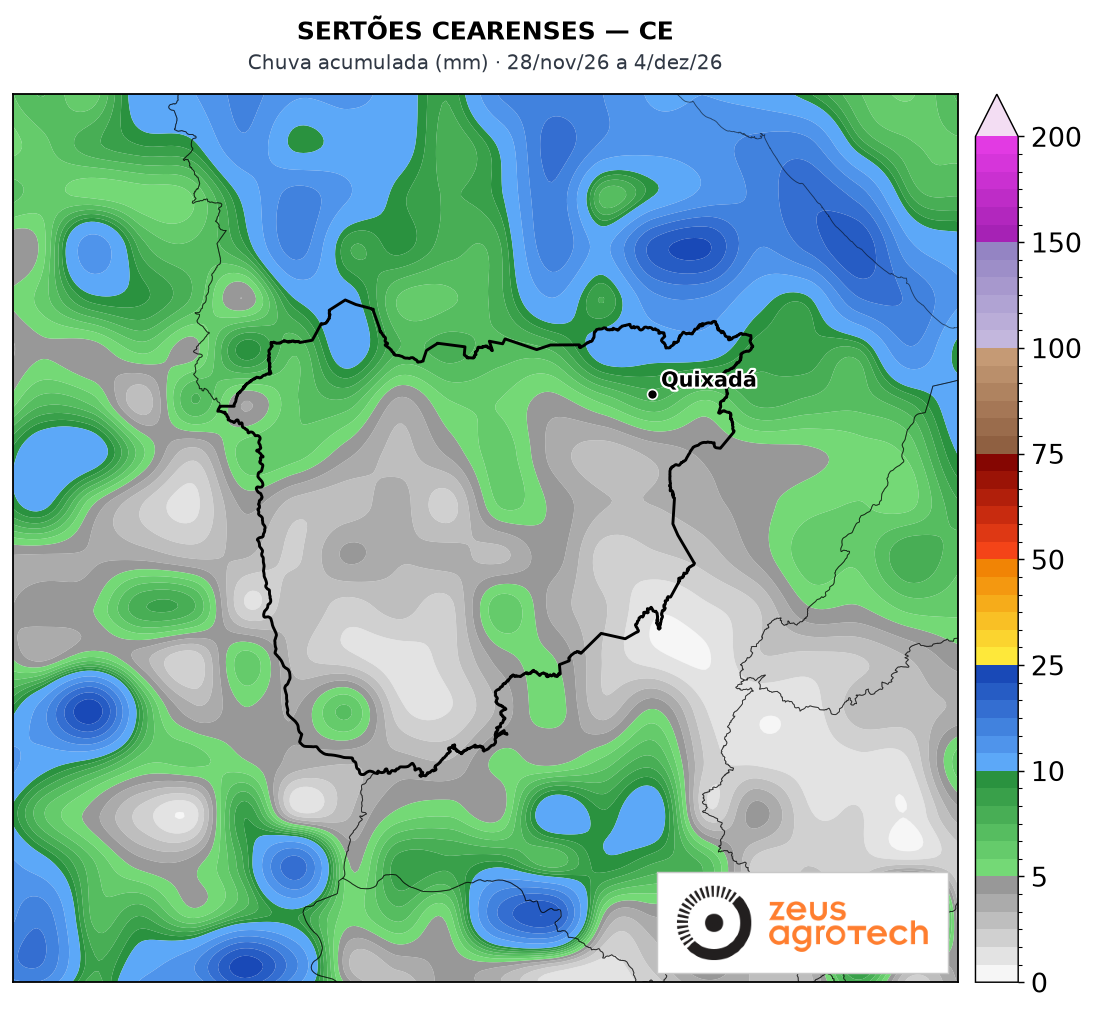 SERTÕES CEARENSES — CE
Chuva acumulada (mm) · 28/nov/26 a 4/dez/26
200
150
100
75
50
25
10
5
0
Quixadá
zeus
agrotech